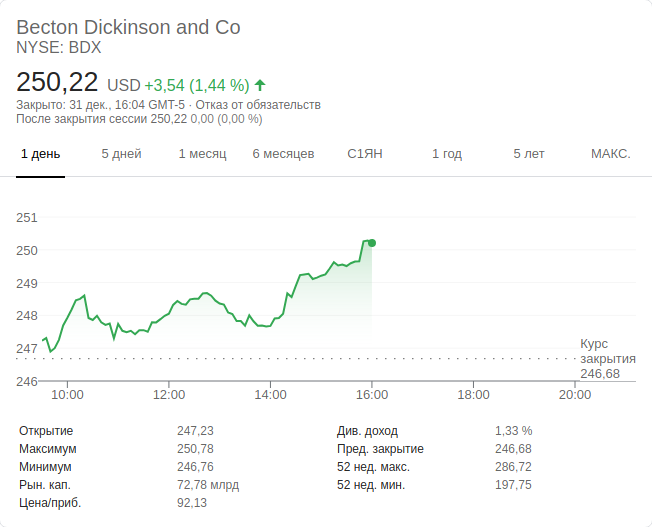 Becton Dickinson and Co
NYSE: BDX
250,22 USD +3,54 (1,44 %)
Закрыто: 31 дек., 16:04 GMT-5 · Отказ от обязательств
После закрытия сессии 250,22 0,00 (0,00 %)
1 день 5 дней 1 месяц 6 месяцев С1ЯН 1 год 5 лет МАКС.
251
250
249
248
247
246
Курс
закрытия
246,68
10:00 12:00 14:00 16:00 18:00 20:00
Открытие 247,23 Див. доход 1,33 %
Максимум 250,78 Пред. закрытие 246,68
Минимум 246,76 52 нед. макс. 286,72
Рын. кап. 72,78 млрд 52 нед. мин. 197,75
Цена/приб. 92,13